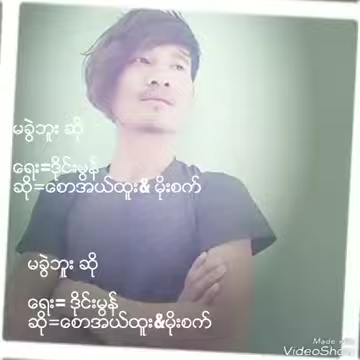 မခွဲဘူး ဆို
ရေး=ဒိုင်းမွန်
ဆို=စောအယ်ထူး& မိုးစက်
မခွဲဘူး ဆို
ရေး= ဒိုင်းမွန်
ဆို=စောအယ်ထူး&မိုးစက်
Made with
VideoShow